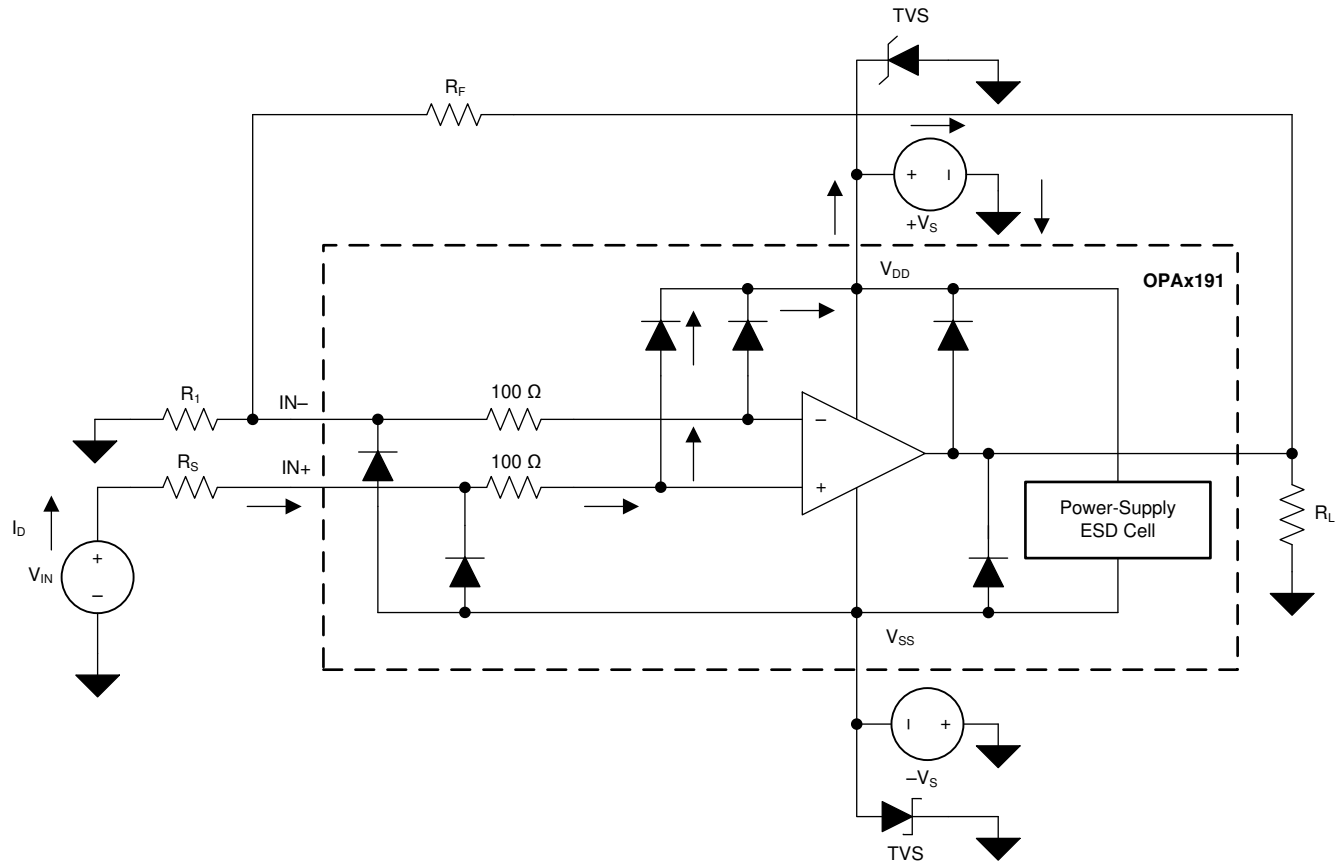 TVS
R_F
+ –
+V_S
V_DD
OPAx191
R_1
IN–
100 Ω
–
R_S
IN+
100 Ω
+
Power-Supply
ESD Cell
R_L
I_D
+
V_IN
–
V_SS
– +
–V_S
TVS